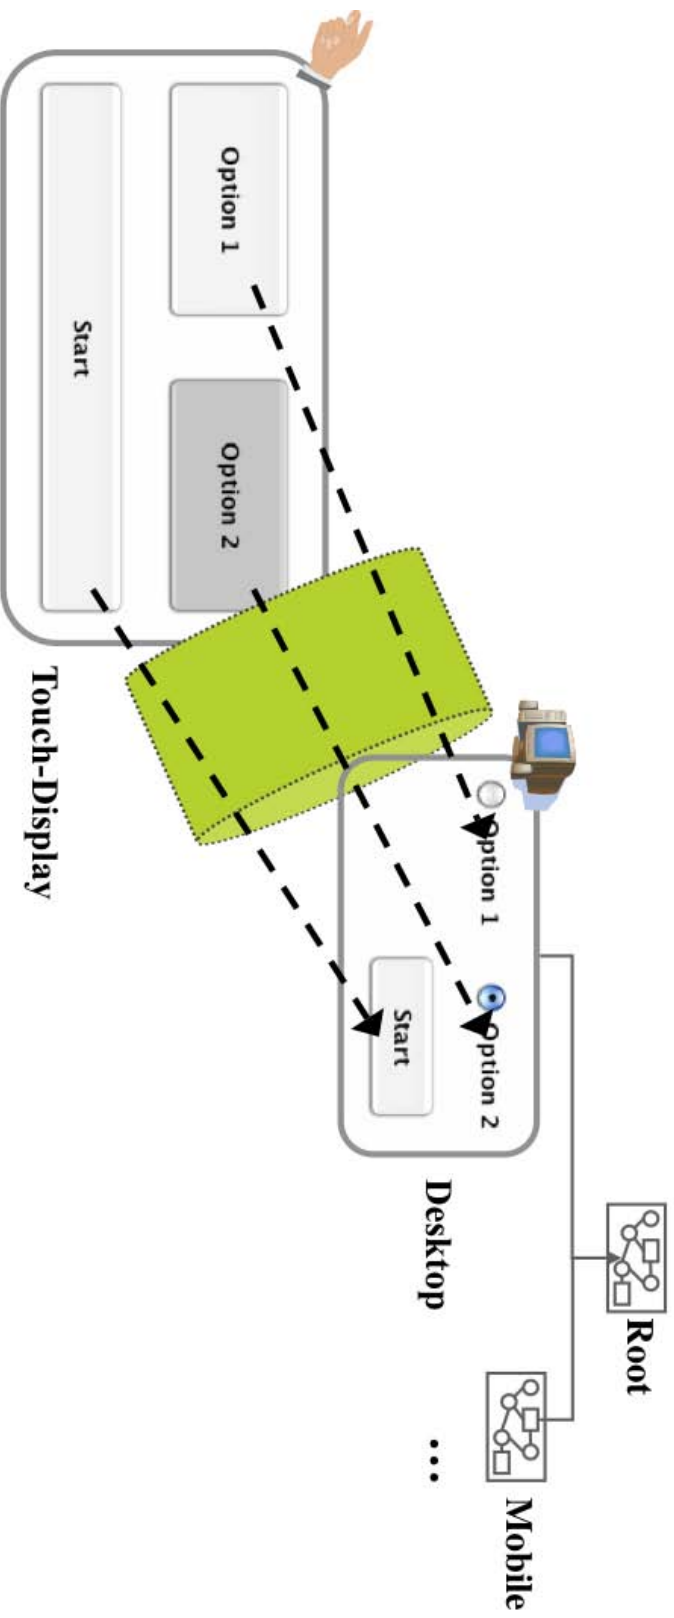 Root
Mobile
...
Desktop
Option 1
Option 2
Start
Touch-Display
Option 1
Option 2
Start